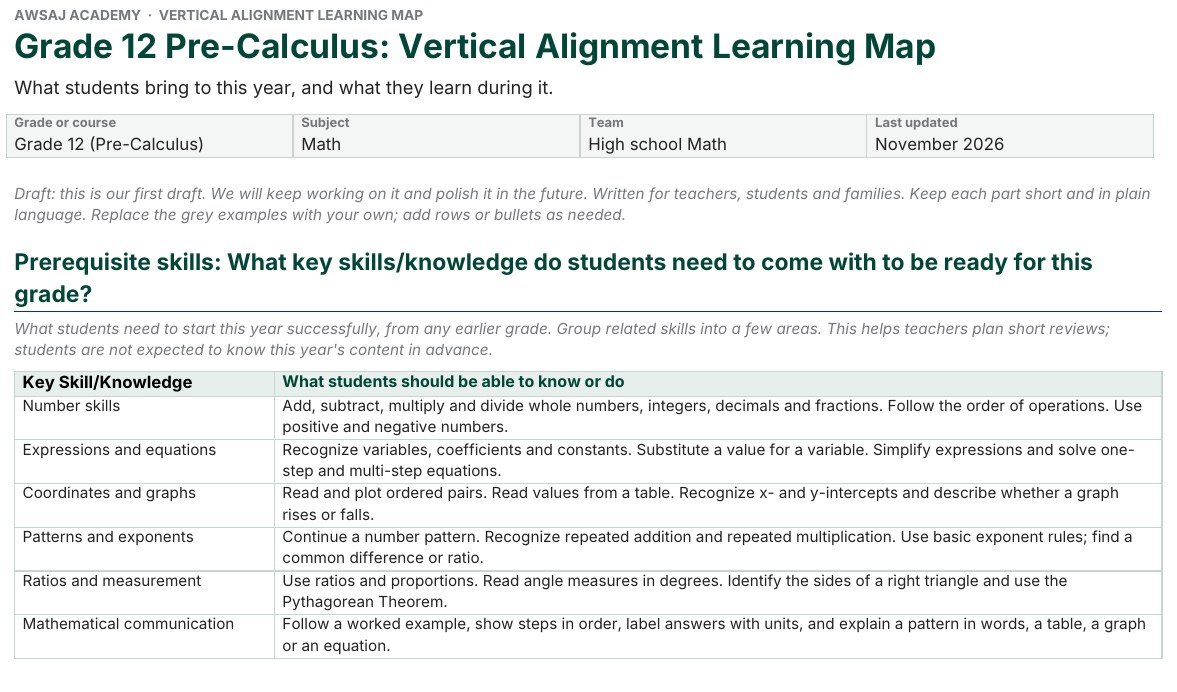 AWSAJ ACADEMY · VERTICAL ALIGNMENT LEARNING MAP
Grade 12 Pre-Calculus: Vertical Alignment Learning Map
What students bring to this year, and what they learn during it.
Grade or course
Grade 12 (Pre-Calculus)
Subject
Math
Team
High school Math
Last updated
November 2026
Draft: this is our first draft. We will keep working on it and polish it in the future. Written for teachers, students and families. Keep each part short and in plain
language. Replace the grey examples with your own; add rows or bullets as needed.
Prerequisite skills: What key skills/knowledge do students need to come with to be ready for this
grade?
What students need to start this year successfully, from any earlier grade. Group related skills into a few areas. This helps teachers plan short reviews;
students are not expected to know this year's content in advance.
Key Skill/Knowledge
What students should be able to know or do
Number skills
Add, subtract, multiply and divide whole numbers, integers, decimals and fractions. Follow the order of operations. Use
positive and negative numbers.
Expressions and equations
Recognize variables, coefficients and constants. Substitute a value for a variable. Simplify expressions and solve one-
step and multi-step equations.
Coordinates and graphs
Read and plot ordered pairs. Read values from a table. Recognize x- and y-intercepts and describe whether a graph
rises or falls.
Patterns and exponents
Continue a number pattern. Recognize repeated addition and repeated multiplication. Use basic exponent rules; find a
common difference or ratio.
Ratios and measurement
Use ratios and proportions. Read angle measures in degrees. Identify the sides of a right triangle and use the
Pythagorean Theorem.
Mathematical communication
Follow a worked example, show steps in order, label answers with units, and explain a pattern in words, a table, a graph
or an equation.